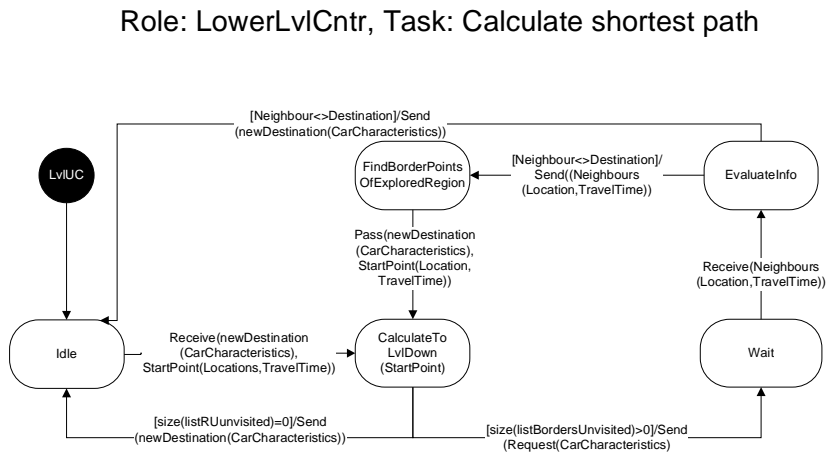 Role: LowerLvlCntr, Task: Calculate shortest path
[Neighbour<>Destination]/Send
(newDestination(CarCharacteristics))
LvlUC
FindBorderPoints
OfExploredRegion
[Neighbour<>Destination]/
Send((Neighbours
(Location,TravelTime))
EvaluateInfo
Pass(newDestination
(CarCharacteristics),
StartPoint(Location,
TravelTime))
Receive(Neighbours
(Location,TravelTime))
Idle
Receive(newDestination
(CarCharacteristics),
StartPoint(Locations,TravelTime))
CalculateTo
LvlDown
(StartPoint)
Wait
[size(listRUunvisited)=0]/Send
(newDestination(CarCharacteristics))
[size(listBordersUnvisited)>0]/Send
(Request(CarCharacteristics)